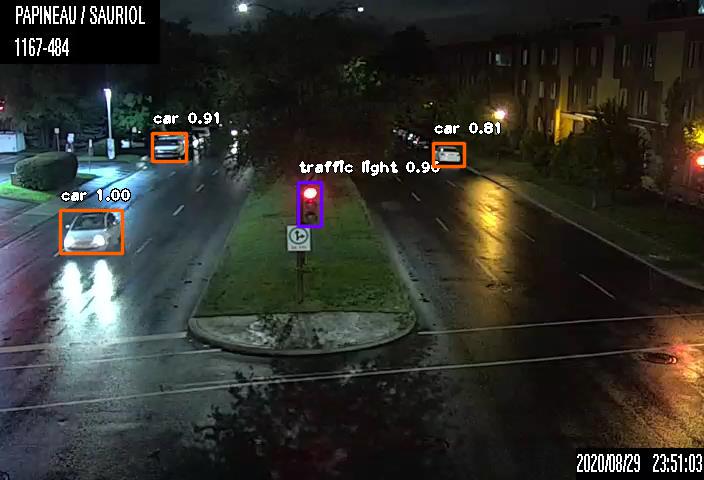 PAPINEAU / SAURIOL
1167-484
car 0.91
car 0.81
traffic light 0.96
car 1.00
2020/08/29 23:51:03